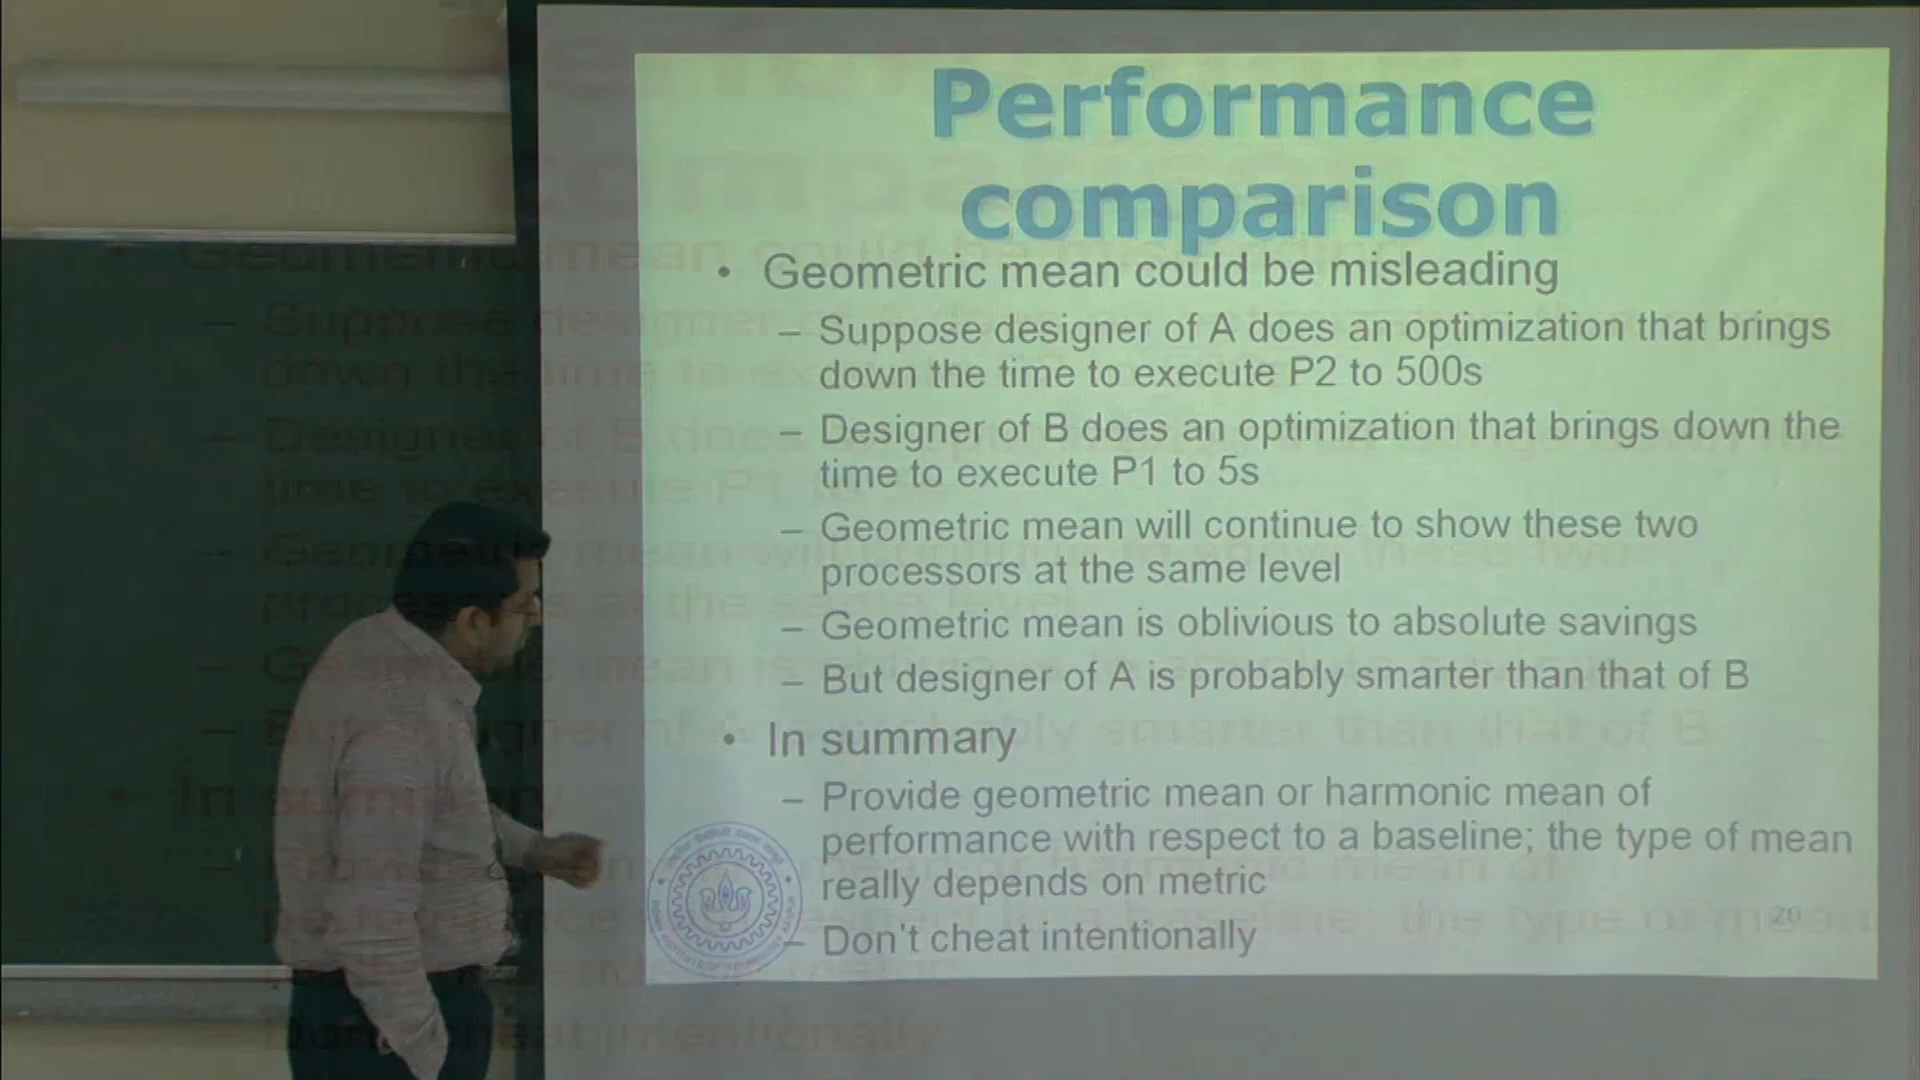 Performance
comparison
• Geometric mean could be misleading
– Suppose designer of A does an optimization that brings
down the time to execute P2 to 500s
– Designer of B does an optimization that brings down the
time to execute P1 to 5s
– Geometric mean will continue to show these two
processors at the same level
– Geometric mean is oblivious to absolute savings
– But designer of A is probably smarter than that of B
• In summary
– Provide geometric mean or harmonic mean of
performance with respect to a baseline; the type of mean
really depends on metric
20
– Don't cheat intentionally